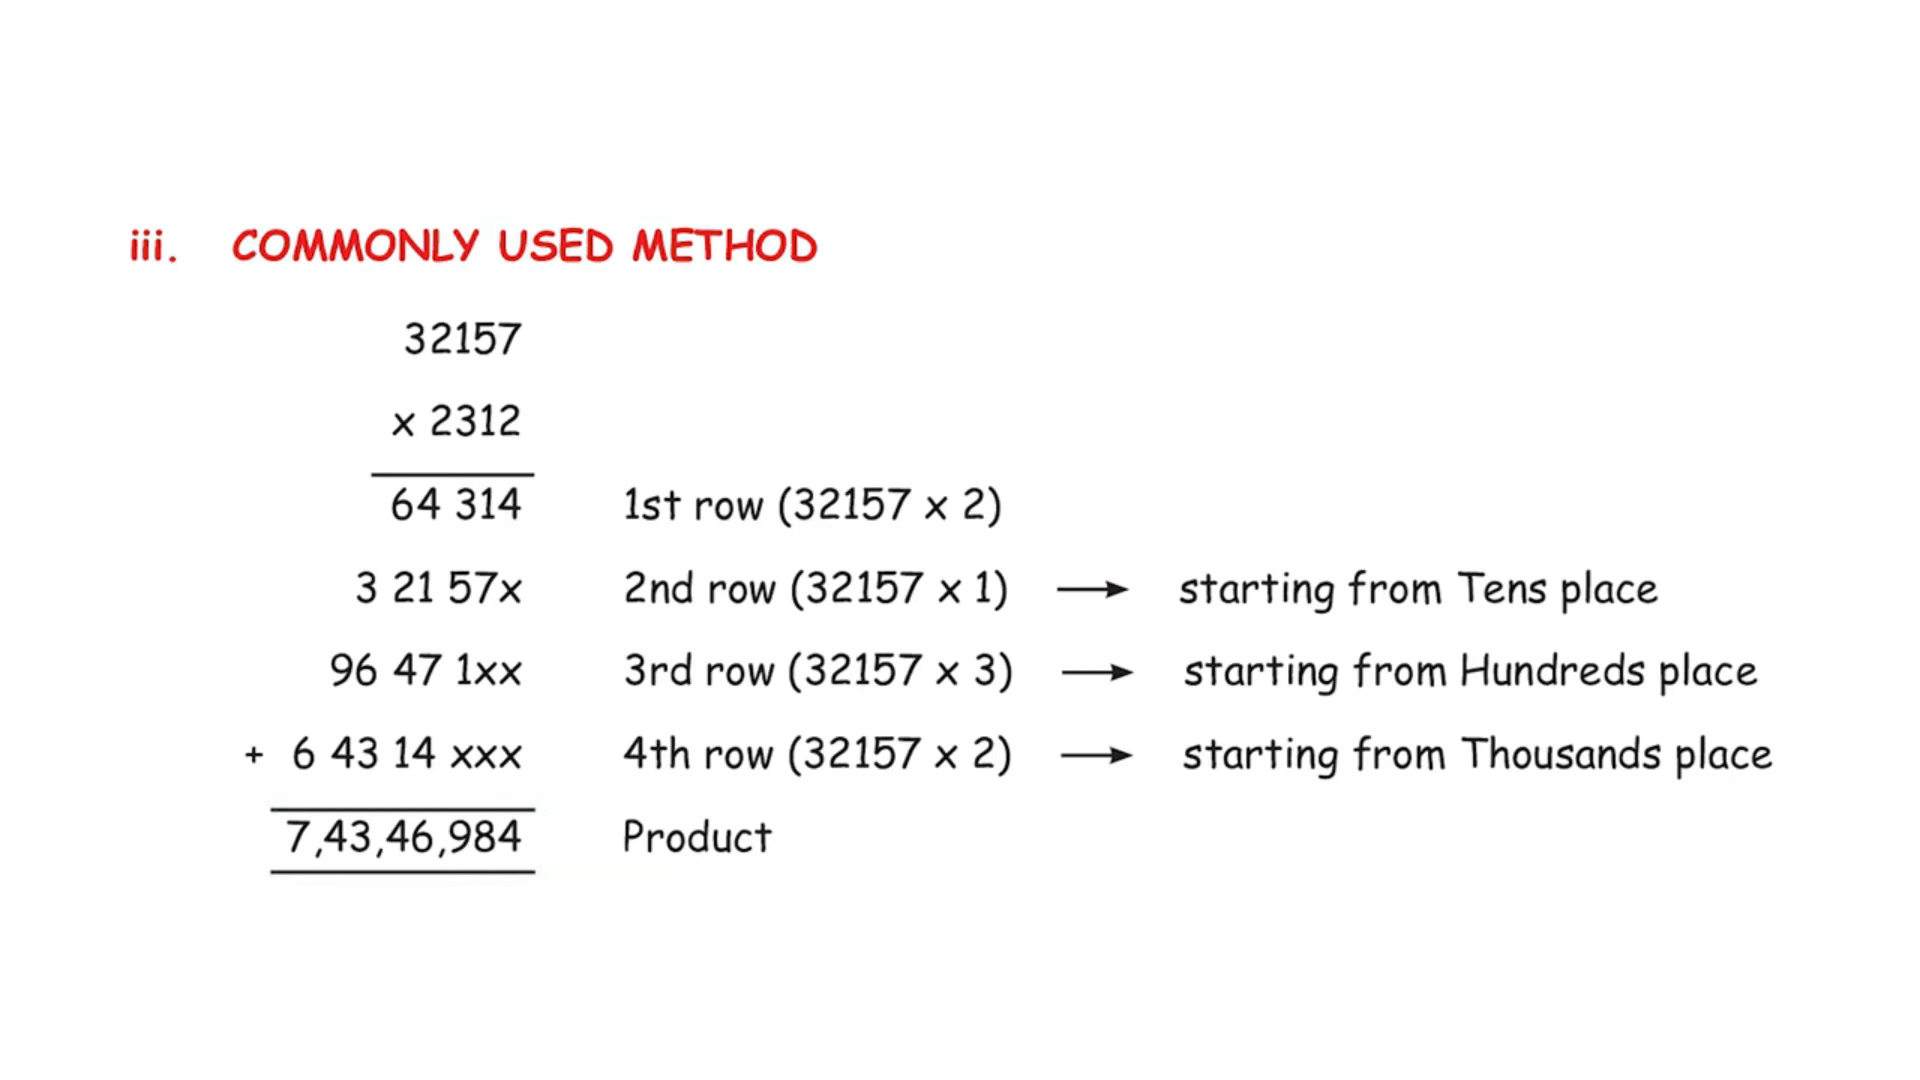 iii. COMMONLY USED METHOD
32157
x 2312
64 314 1st row (32157 x 2)
3 21 57x 2nd row (32157 x 1) → starting from Tens place
96 47 1xx 3rd row (32157 x 3) → starting from Hundreds place
+ 6 43 14 xxx 4th row (32157 x 2) → starting from Thousands place
7,43,46,984 Product